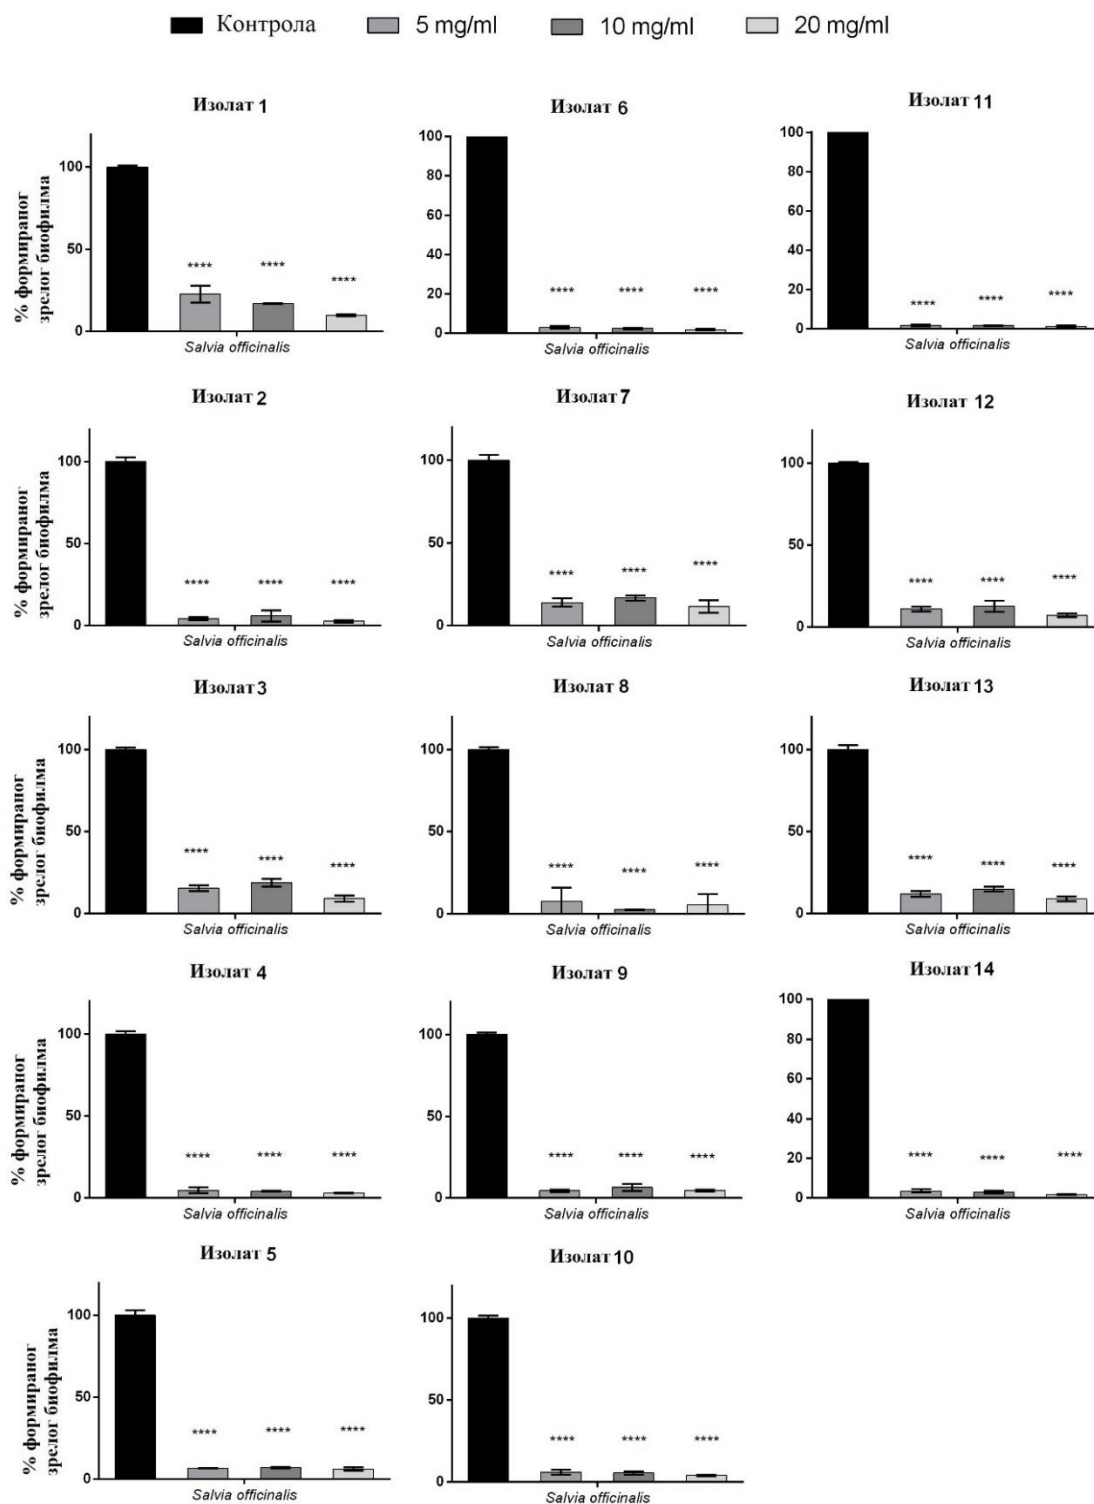 Контрола 5 mg/ml 10 mg/ml 20 mg/ml
Изолат 1
% формираног
зрелог биофилма
100
50
0
**** **** ****
Salvia officinalis
Изолат 6
100
80
60
40
20
0
**** **** ****
Salvia officinalis
Изолат 11
100
80
60
40
20
0
**** **** ****
Salvia officinalis
Изолат 2
% формираног
зрелог биофилма
100
50
0
**** **** ****
Salvia officinalis
Изолат 7
100
50
0
**** **** ****
Salvia officinalis
Изолат 12
100
50
0
**** **** ****
Salvia officinalis
Изолат 3
% формираног
зрелог биофилма
100
50
0
**** **** ****
Salvia officinalis
Изолат 8
100
50
0
**** **** ****
Salvia officinalis
Изолат 13
100
50
0
**** **** ****
Salvia officinalis
Изолат 4
% формираног
зрелог биофилма
100
50
0
**** **** ****
Salvia officinalis
Изолат 9
100
50
0
**** **** ****
Salvia officinalis
Изолат 14
100
80
60
40
20
0
**** **** ****
Salvia officinalis
Изолат 5
% формираног
зрелог биофилма
100
50
0
**** **** ****
Salvia officinalis
Изолат 10
100
50
0
**** **** ****
Salvia officinalis